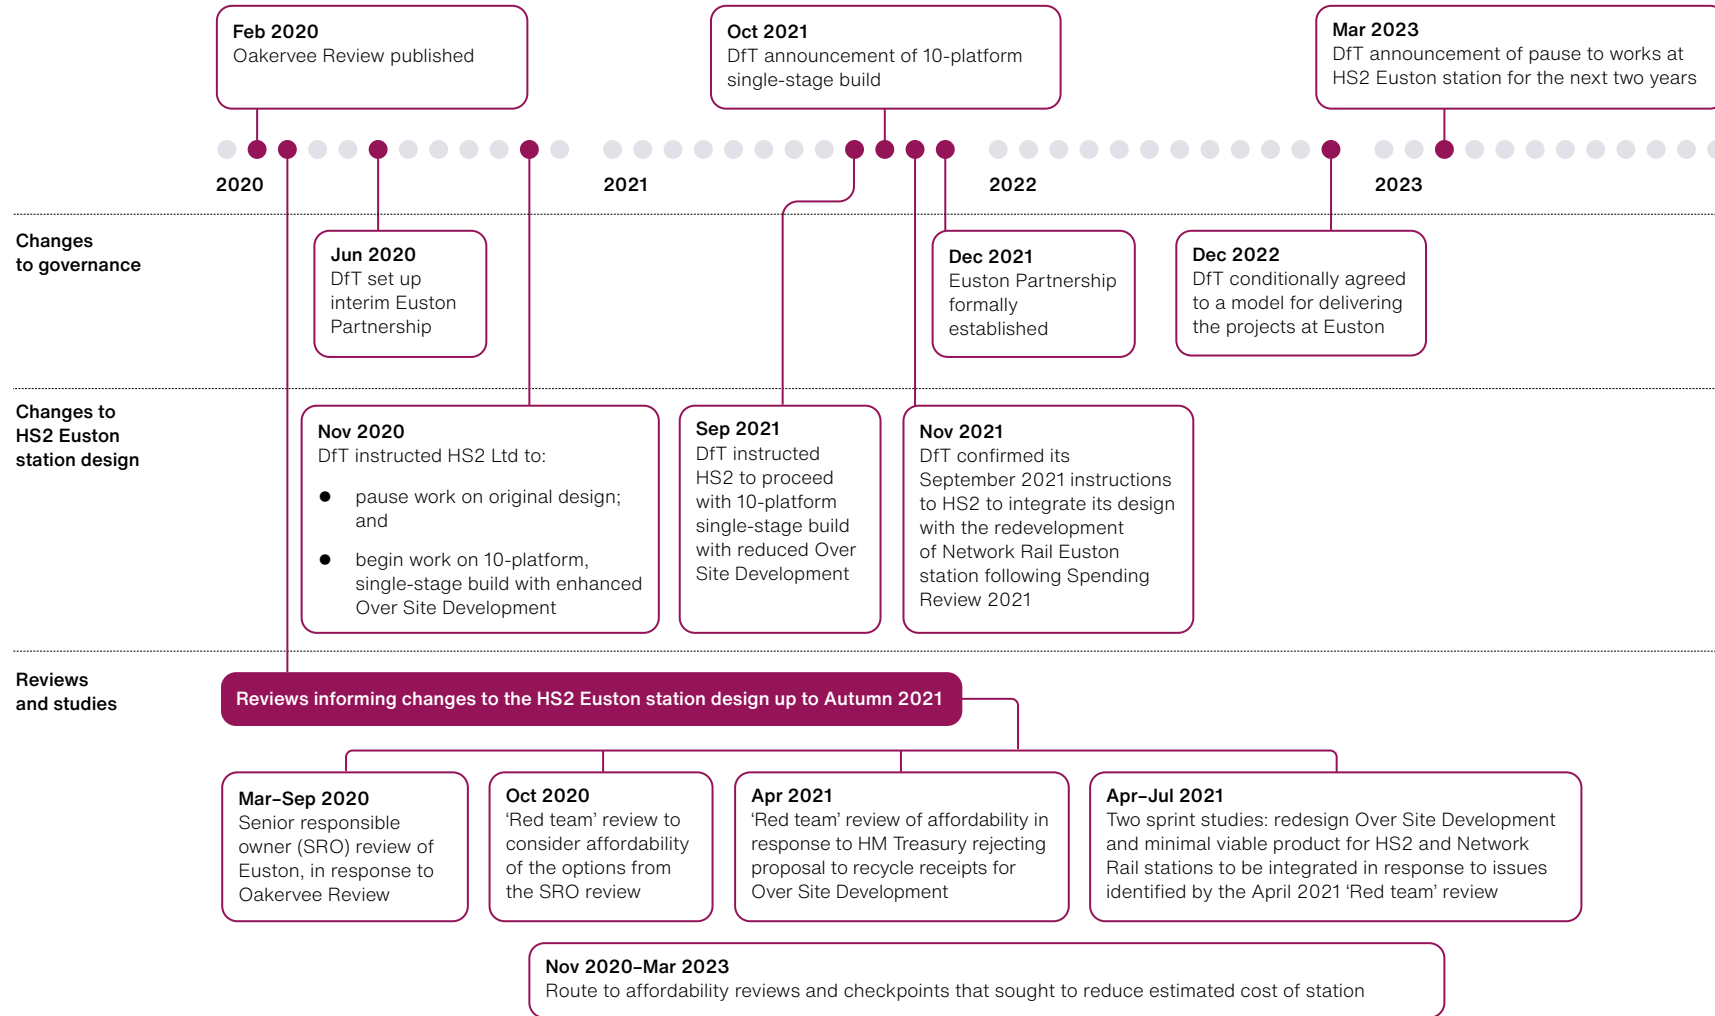 Feb 2020
Oakervee Review published
Oct 2021
DfT announcement of 10-platform
single-stage build
Mar 2023
DfT announcement of pause to works at
HS2 Euston station for the next two years
2020
2021
2022
2023
Changes
to governance
Jun 2020
DfT set up
interim Euston
Partnership
Dec 2021
Euston Partnership
formally
established
Dec 2022
DfT conditionally agreed
to a model for delivering
the projects at Euston
Changes to
HS2 Euston
station design
Nov 2020
DfT instructed HS2 Ltd to:
● pause work on original design;
and
● begin work on 10-platform,
single-stage build with enhanced
Over Site Development
Sep 2021
DfT instructed
HS2 to proceed
with 10-platform
single-stage build
with reduced Over
Site Development
Nov 2021
DfT confirmed its
September 2021 instructions
to HS2 to integrate its design
with the redevelopment
of Network Rail Euston
station following Spending
Review 2021
Reviews
and studies
Reviews informing changes to the HS2 Euston station design up to Autumn 2021
Mar–Sep 2020
Senior responsible
owner (SRO) review of
Euston, in response to
Oakervee Review
Oct 2020
‘Red team’ review to
consider affordability
of the options from
the SRO review
Apr 2021
‘Red team’ review of affordability in
response to HM Treasury rejecting
proposal to recycle receipts for
Over Site Development
Apr–Jul 2021
Two sprint studies: redesign Over Site Development
and minimal viable product for HS2 and Network
Rail stations to be integrated in response to issues
identified by the April 2021 ‘Red team’ review
Nov 2020–Mar 2023
Route to affordability reviews and checkpoints that sought to reduce estimated cost of station